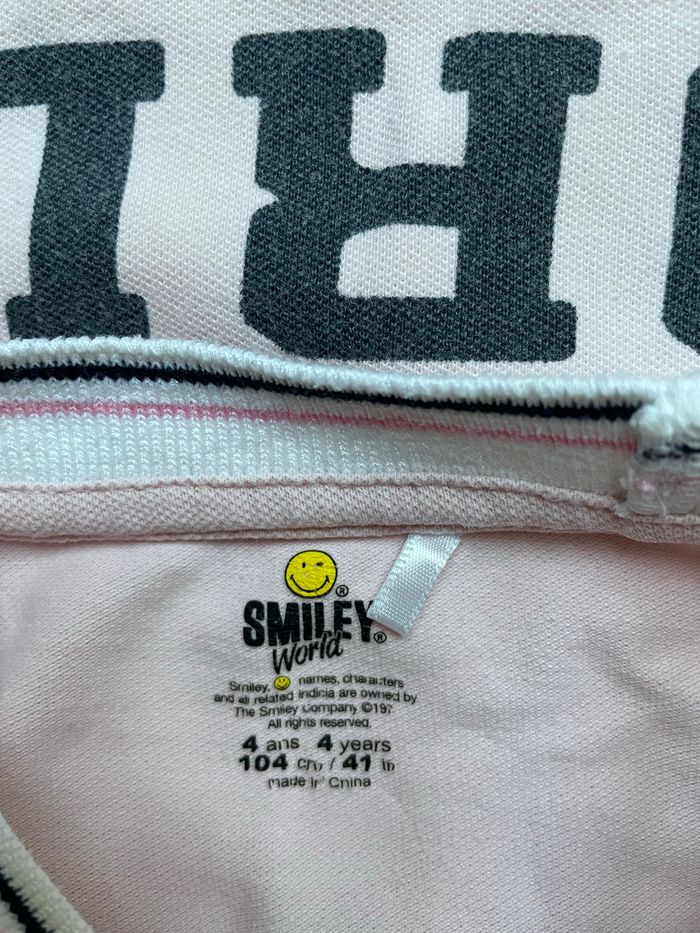 SMILEY®
World
Smiley, names, characters
and all related indicia are owned by
The Smiley Company ©197
All rights reserved.
4 ans 4 years
104 cm / 41 in
made in China